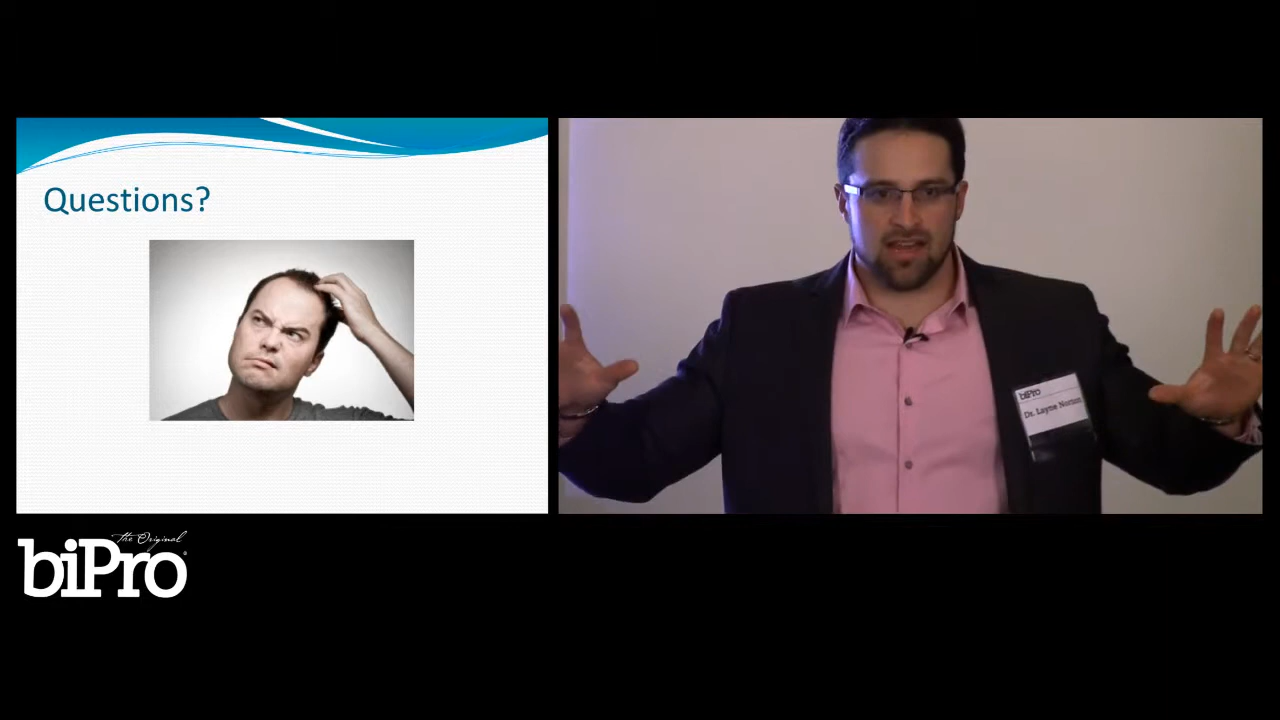 Questions?
biPro
Dr. Layne Norton
The Original
biPro